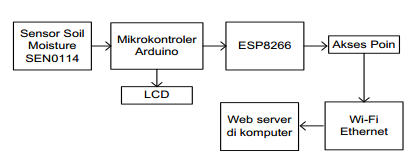 Sensor Soil
Moisture
SEN0114
Mikrokontroler
Arduino
ESP8266
Akses Poin
LCD
Web server
di komputer
Wi-Fi
Ethernet